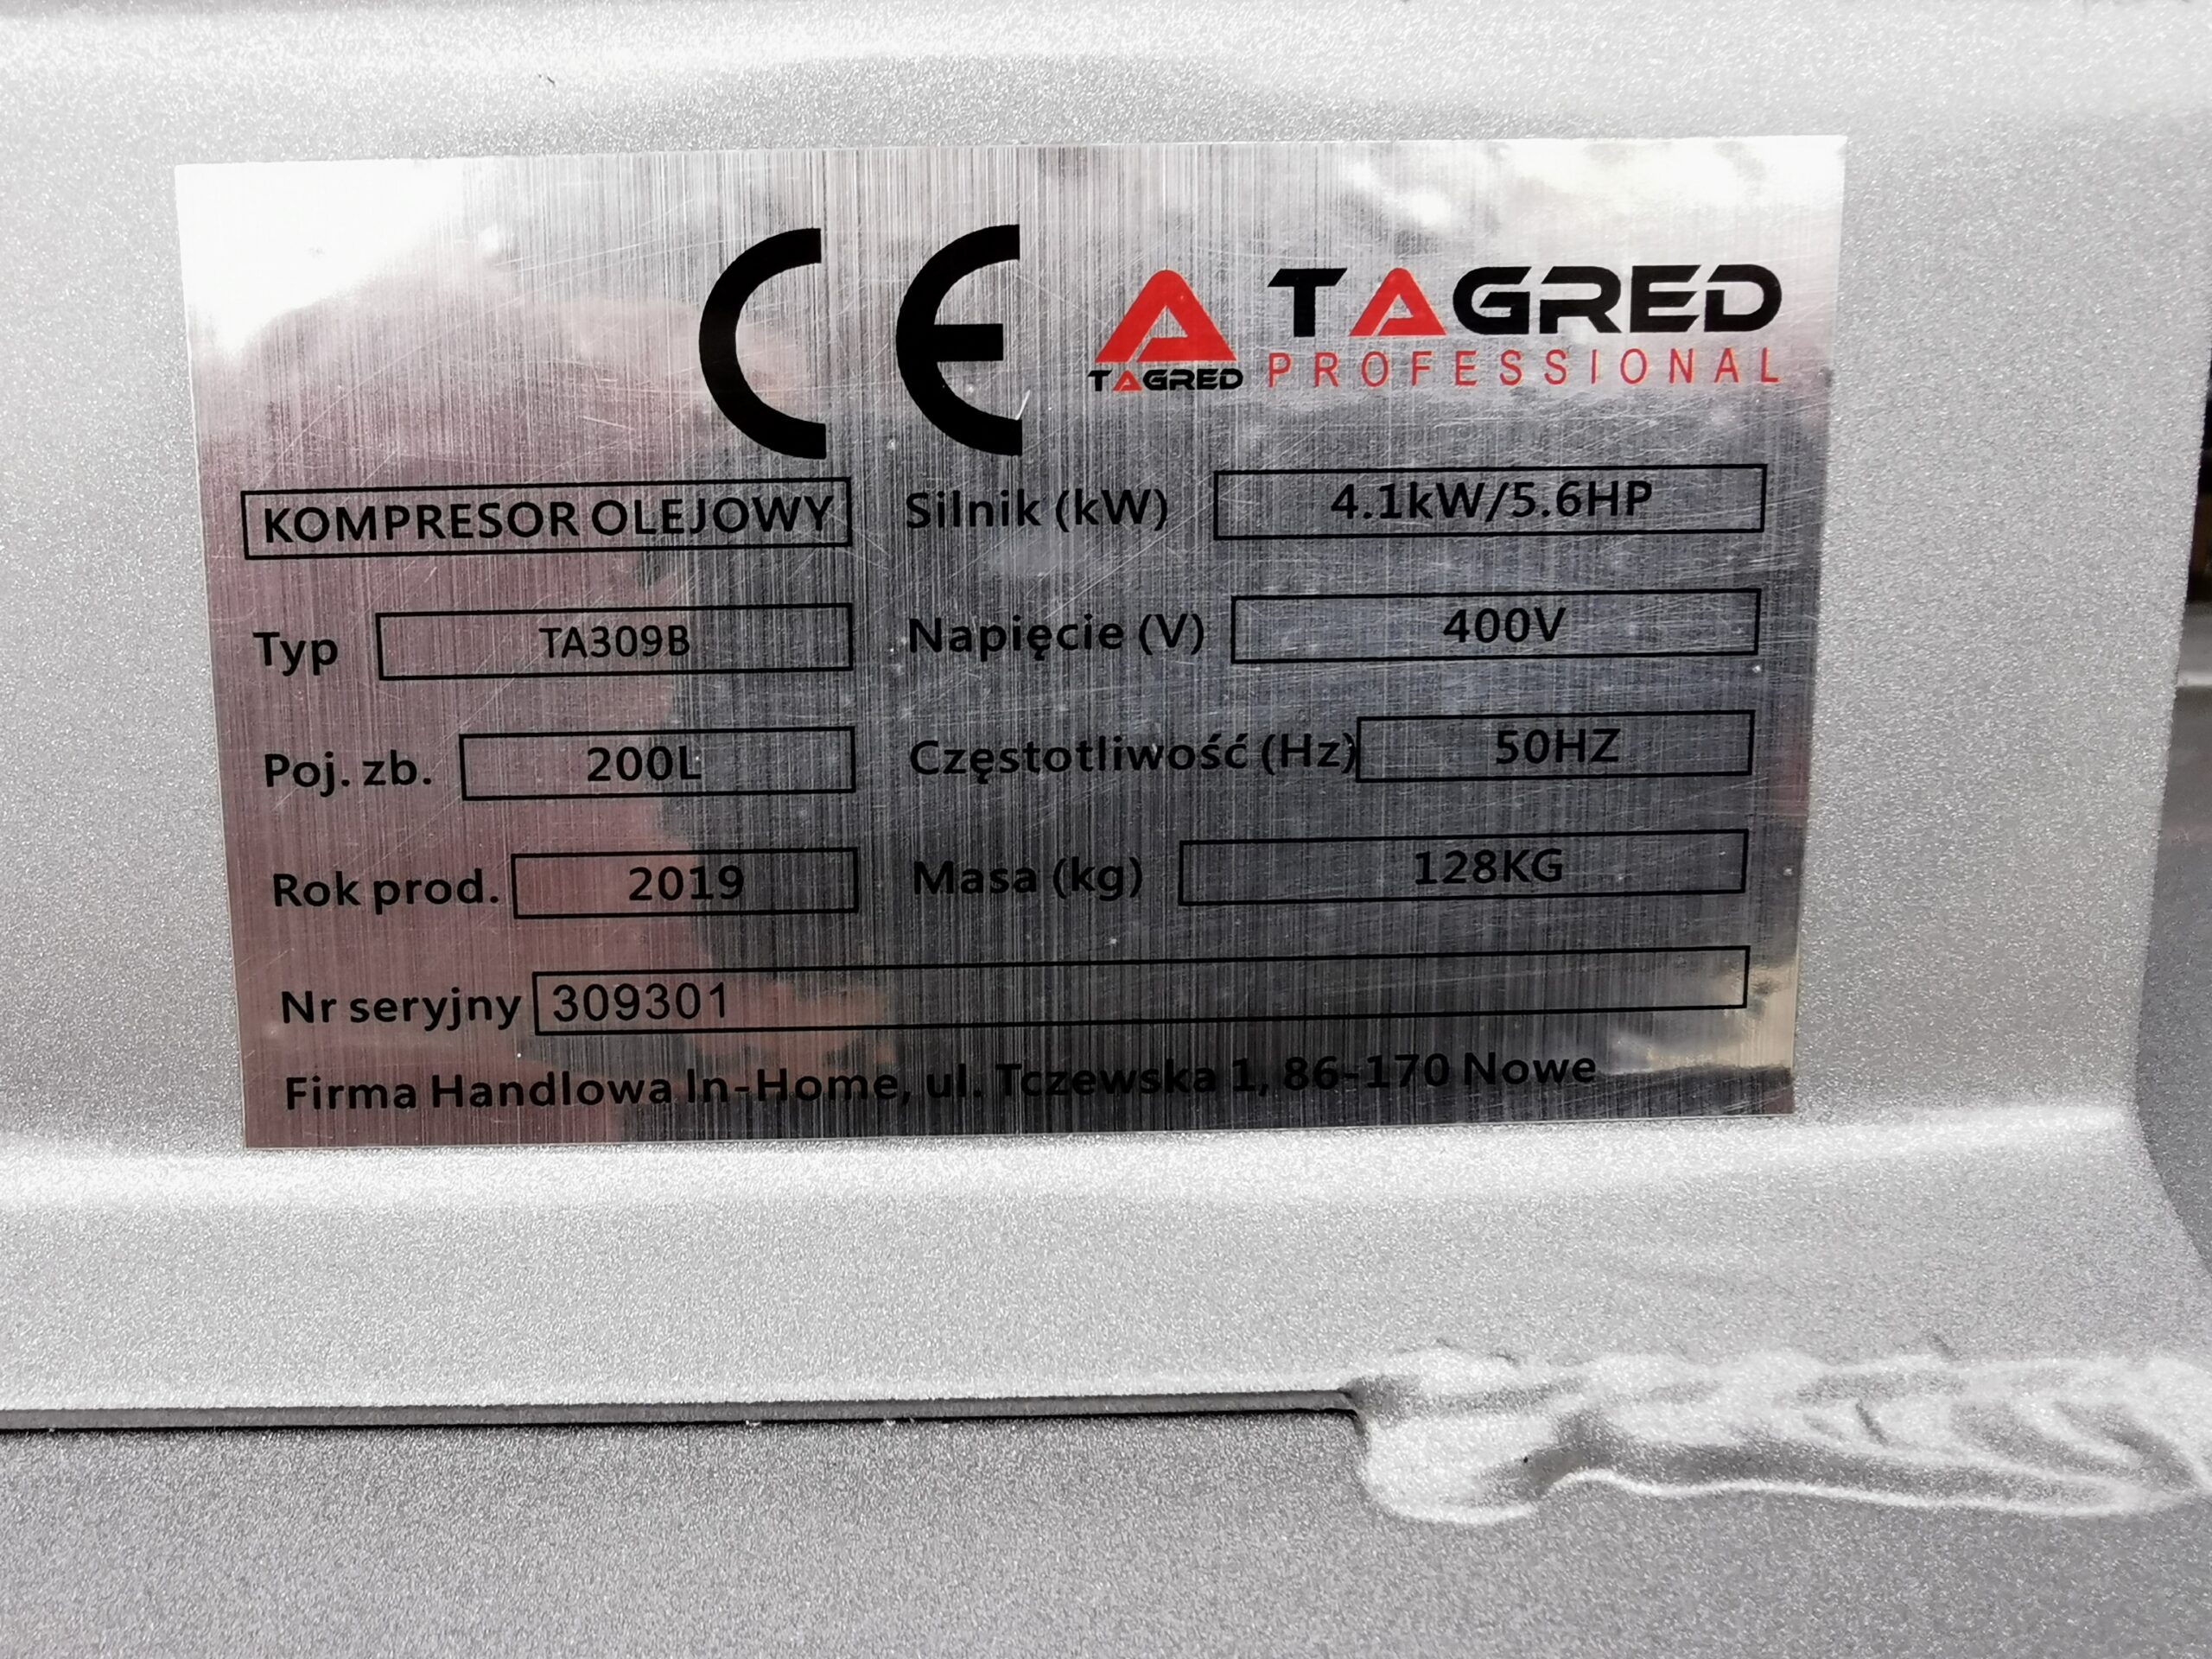 CE TAGRED TAGRED
PROFESSIONAL
KOMPRESOR OLEJOWY Silnik (kW) 4.1kW/5.6HP
Typ TA309B Napięcie (V) 400V
Poj. zb. 200L Częstotliwość (Hz) 50HZ
Rok prod. 2019 Masa (kg) 128KG
Nr seryjny 309301
Firma Handlowa In-Home, ul. Tczewska 1, 86-170 Nowe